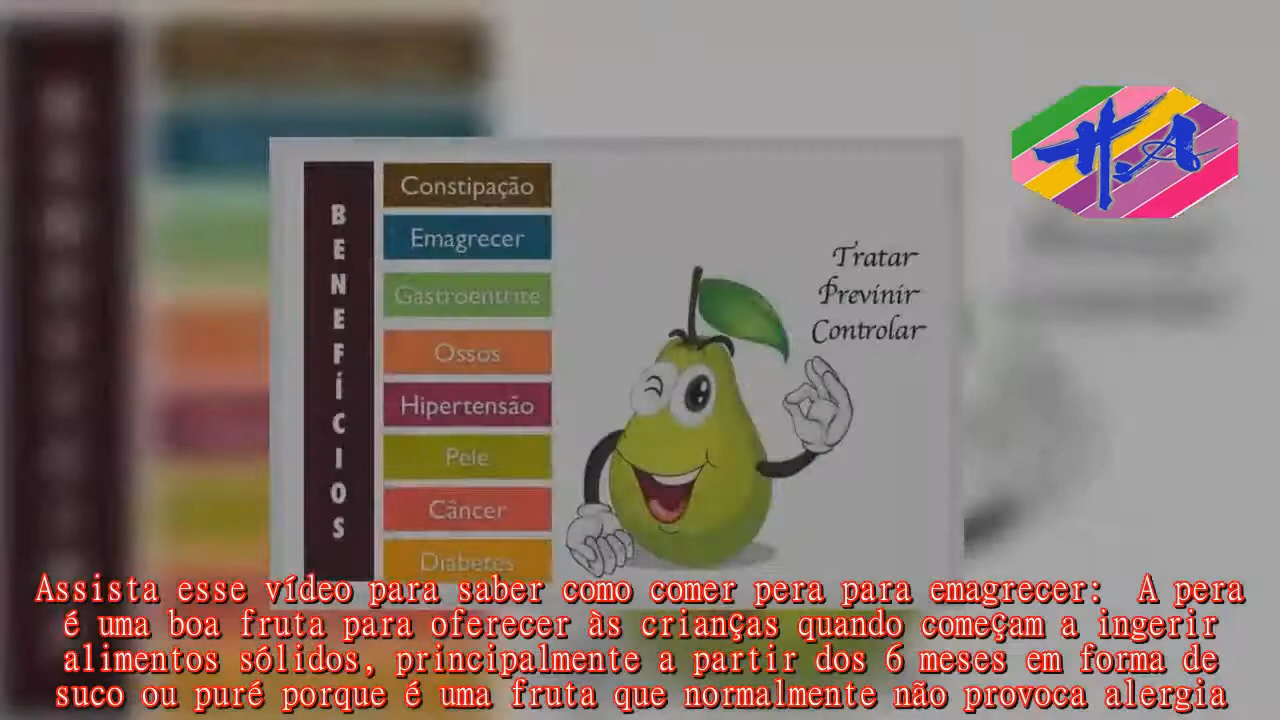 BENEFÍCIOS
Constipação
Emagrecer
Gastroentrite
Ossos
Hipertensão
Pele
Câncer
Diabetes
Tratar
Previnir
Controlar
H.A
Assista esse vídeo para saber como comer pera para emagrecer: A pera
é uma boa fruta para oferecer às crianças quando começam a ingerir
alimentos sólidos, principalmente a partir dos 6 meses em forma de
suco ou puré porque é uma fruta que normalmente não provoca alergia